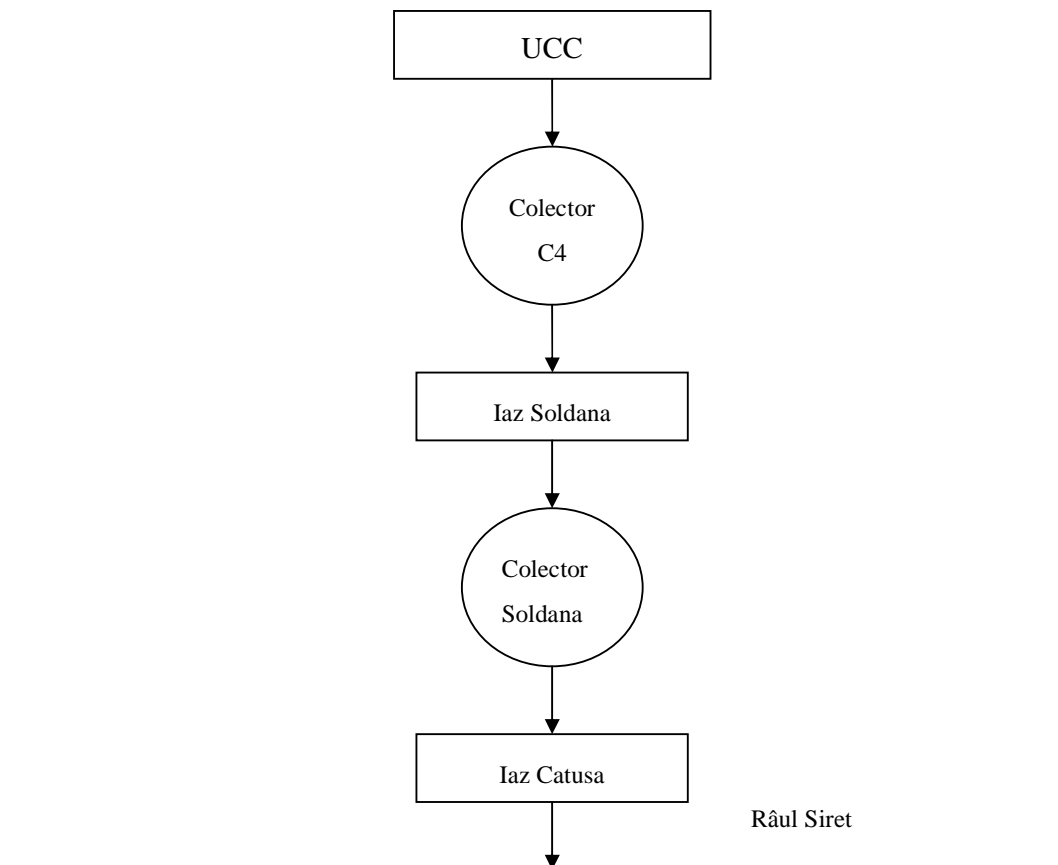 UCC
Colector
C4
Iaz Soldana
Colector
Soldana
Iaz Catusa
Râul Siret